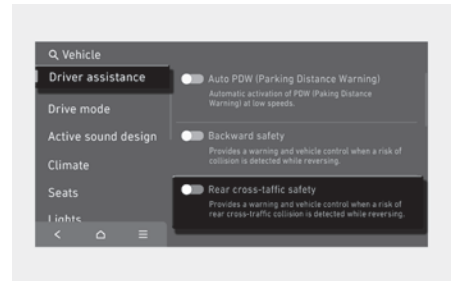 Vehicle
Driver assistance
Drive mode
Active sound design
Climate
Seats
Lights
Auto PDW (Parking Distance Warning)
Automatic activation of PDW (Paking Distance
Warning) at low speeds.
Backward safety
Provides a warning and vehicle control when a risk of
collision is detected while reversing.
Rear cross-taffic safety
Provides a warning and vehicle control when a risk of
rear cross-traffic collision is detected while reversing.